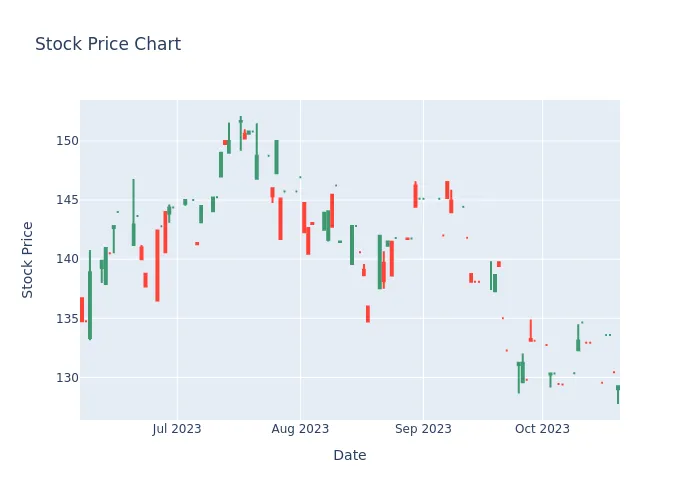 Stock Price Chart
150
145
140
135
130
Stock Price
Jul 2023
Aug 2023
Sep 2023
Oct 2023
Date